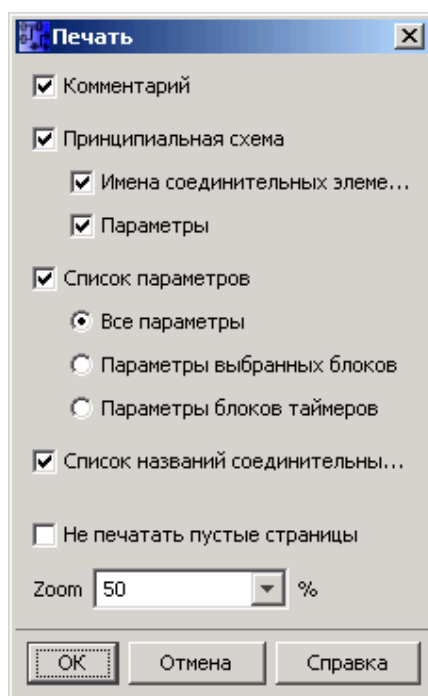 Печать
Комментарий
Принципиальная схема
Имена соединительных элеме...
Параметры
Список параметров
Все параметры
Параметры выбранных блоков
Параметры блоков таймеров
Список названий соединительны...
Не печатать пустые страницы
Zoom 50 %
ОК Отмена Справка